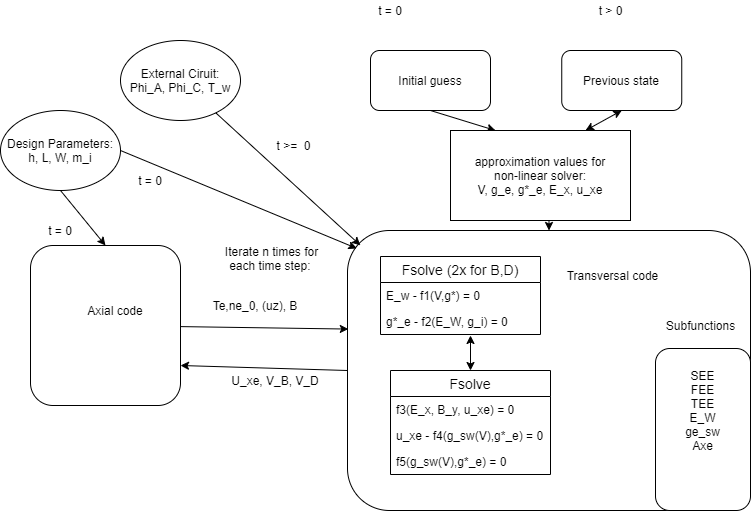 t = 0
t > 0
External Ciruit:
Phi_A, Phi_C, T_w
Initial guess
Previous state
Design Parameters:
h, L, W, m_i
t >= 0
t = 0
approximation values for
non-linear solver:
V, g_e, g*_e, E_x, u_xe
t = 0
Iterate n times for
each time step:
Axial code
Te,ne_0, (uz), B
U_xe, V_B, V_D
Fsolve (2x for B,D)
E_w - f1(V,g*) = 0
g*_e - f2(E_W, g_i) = 0
Transversal code
Fsolve
f3(E_x, B_y, u_xe) = 0
u_xe - f4(g_sw(V),g*_e) = 0
f5(g_sw(V),g*_e) = 0
Subfunctions
SEE
FEE
TEE
E_W
ge_sw
Axe